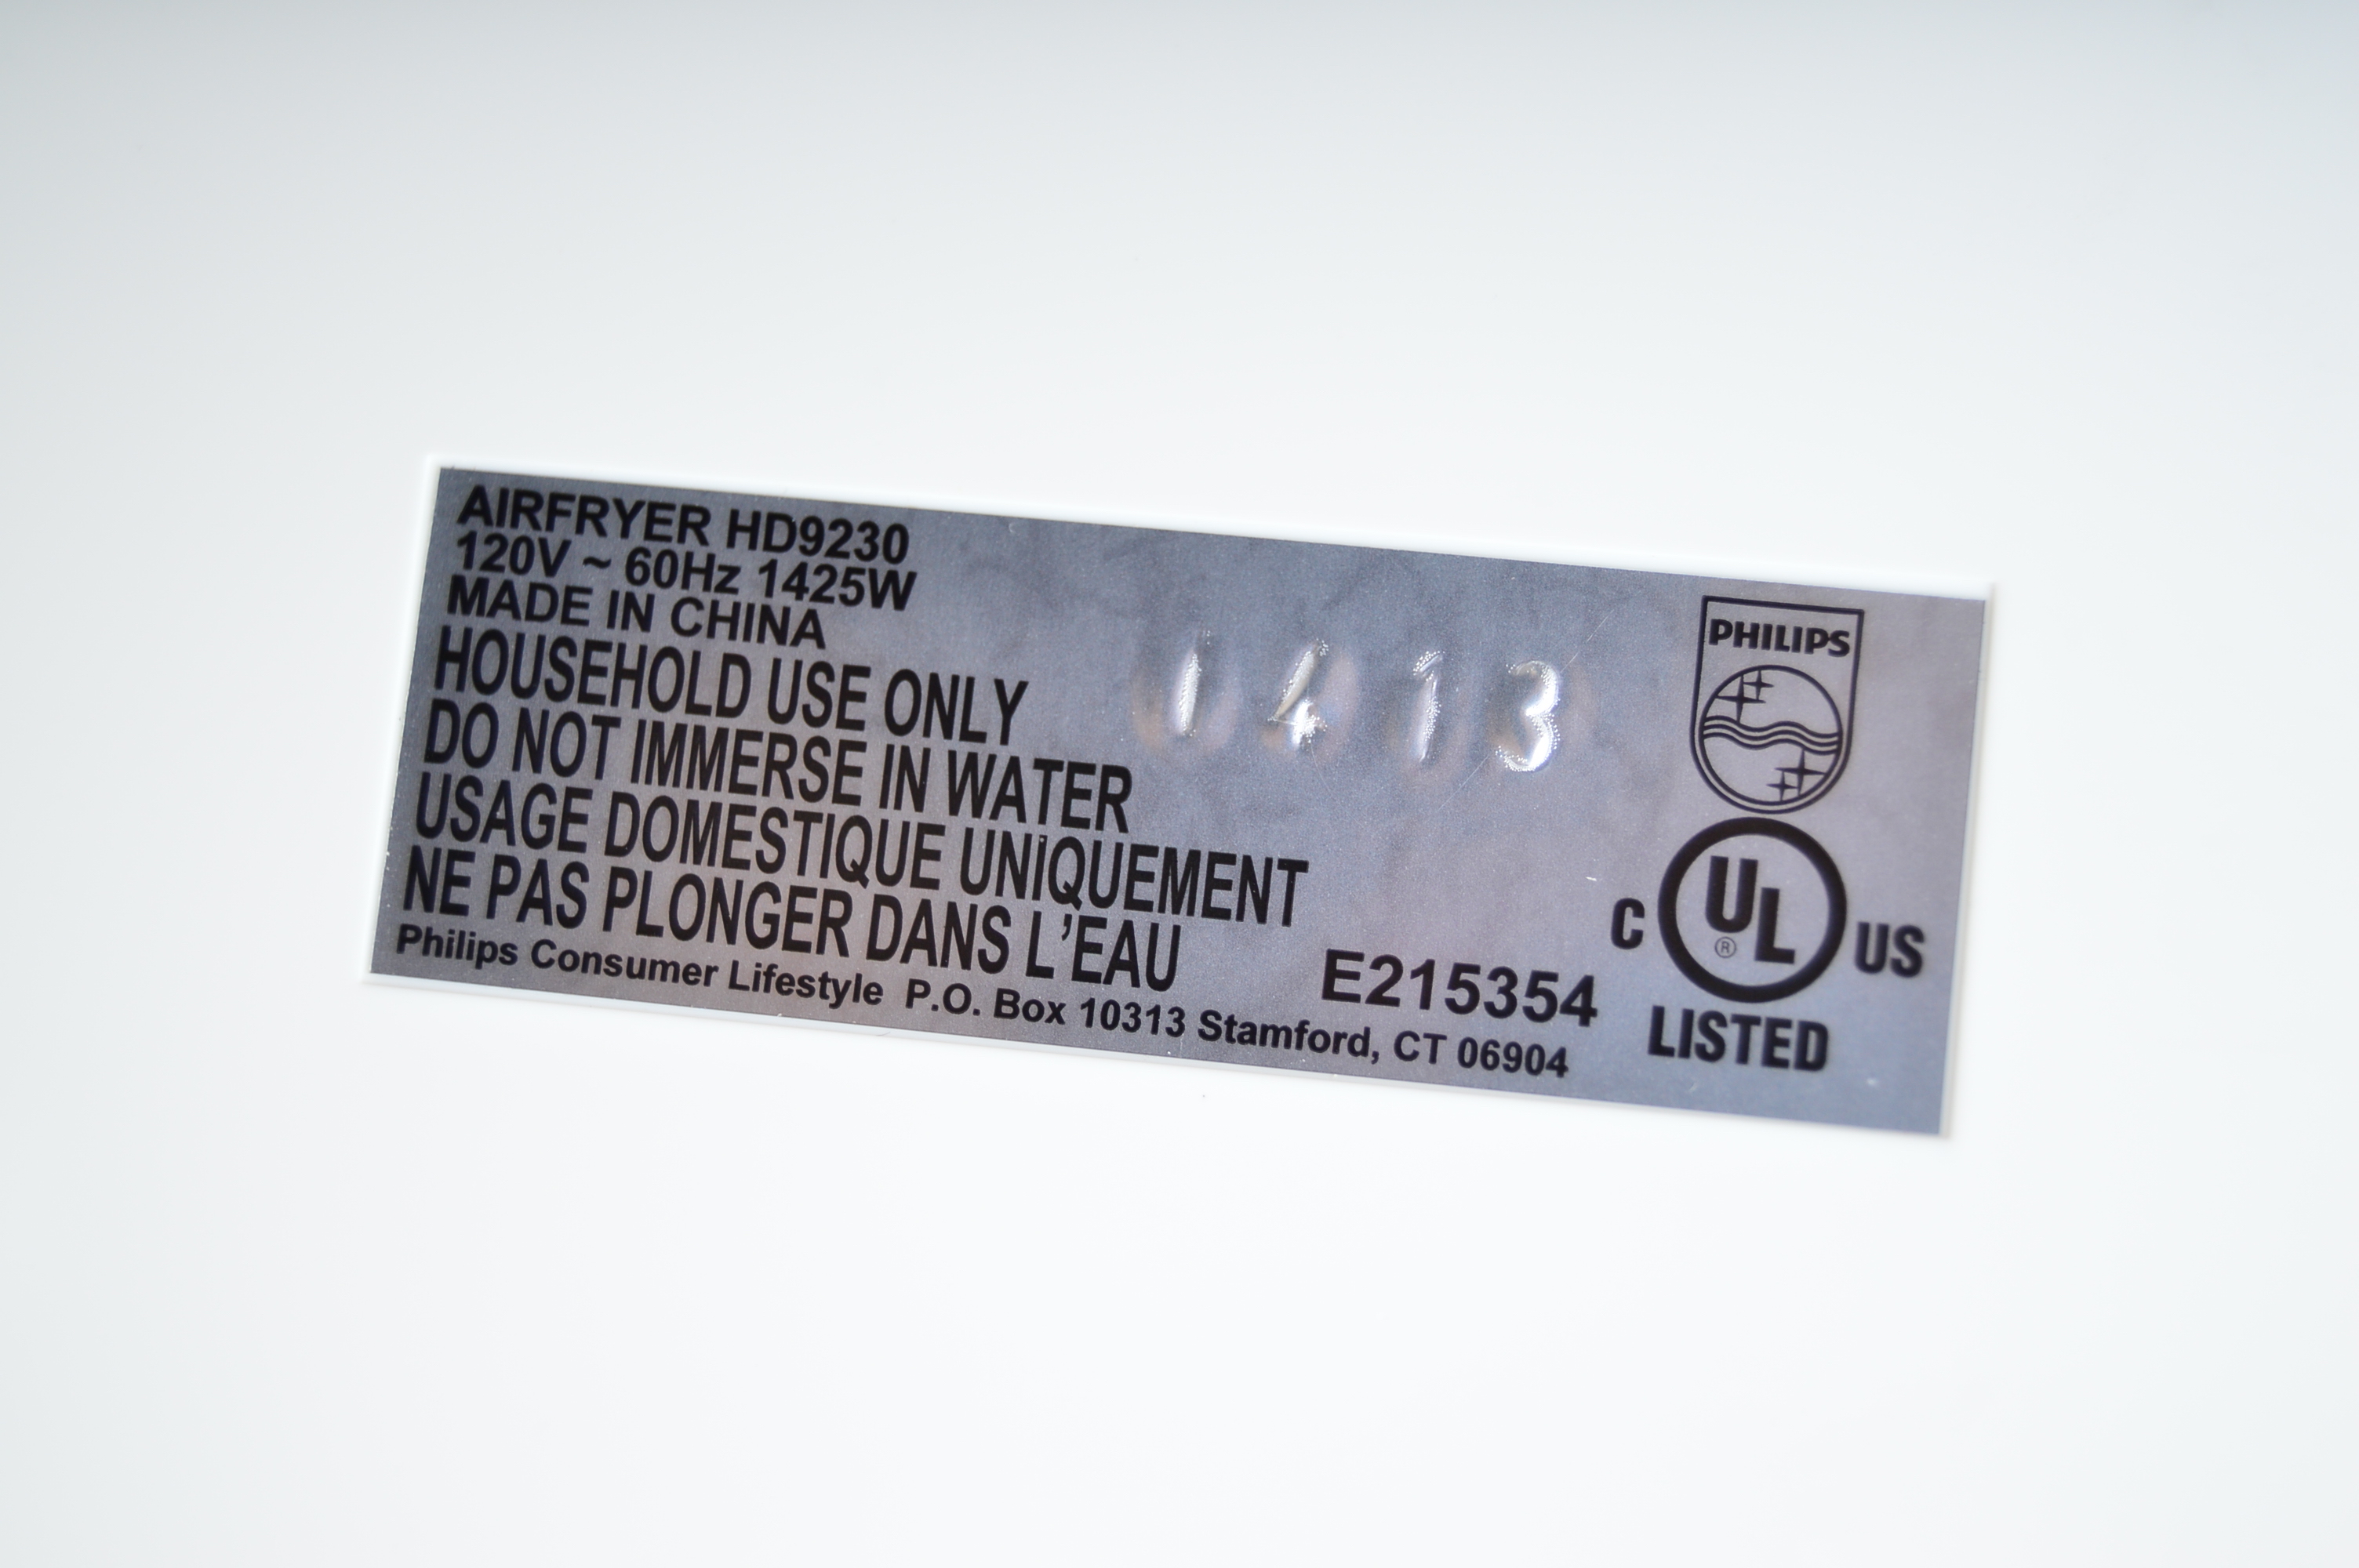 AIRFRYER HD9230
120V ~ 60Hz 1425W
MADE IN CHINA
HOUSEHOLD USE ONLY
DO NOT IMMERSE IN WATER
USAGE DOMESTIQUE UNIQUEMENT
NE PAS PLONGER DANS L'EAU
Philips Consumer Lifestyle P.O. Box 10313 Stamford, CT 06904
1413
E215354
PHILIPS
C UL® US
LISTED